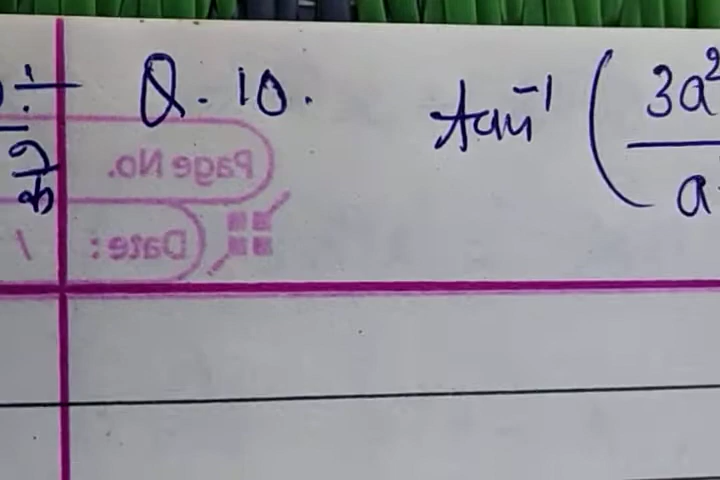 Q. 10. tan⁻¹ ( 3a²
a
Page No.
Date: